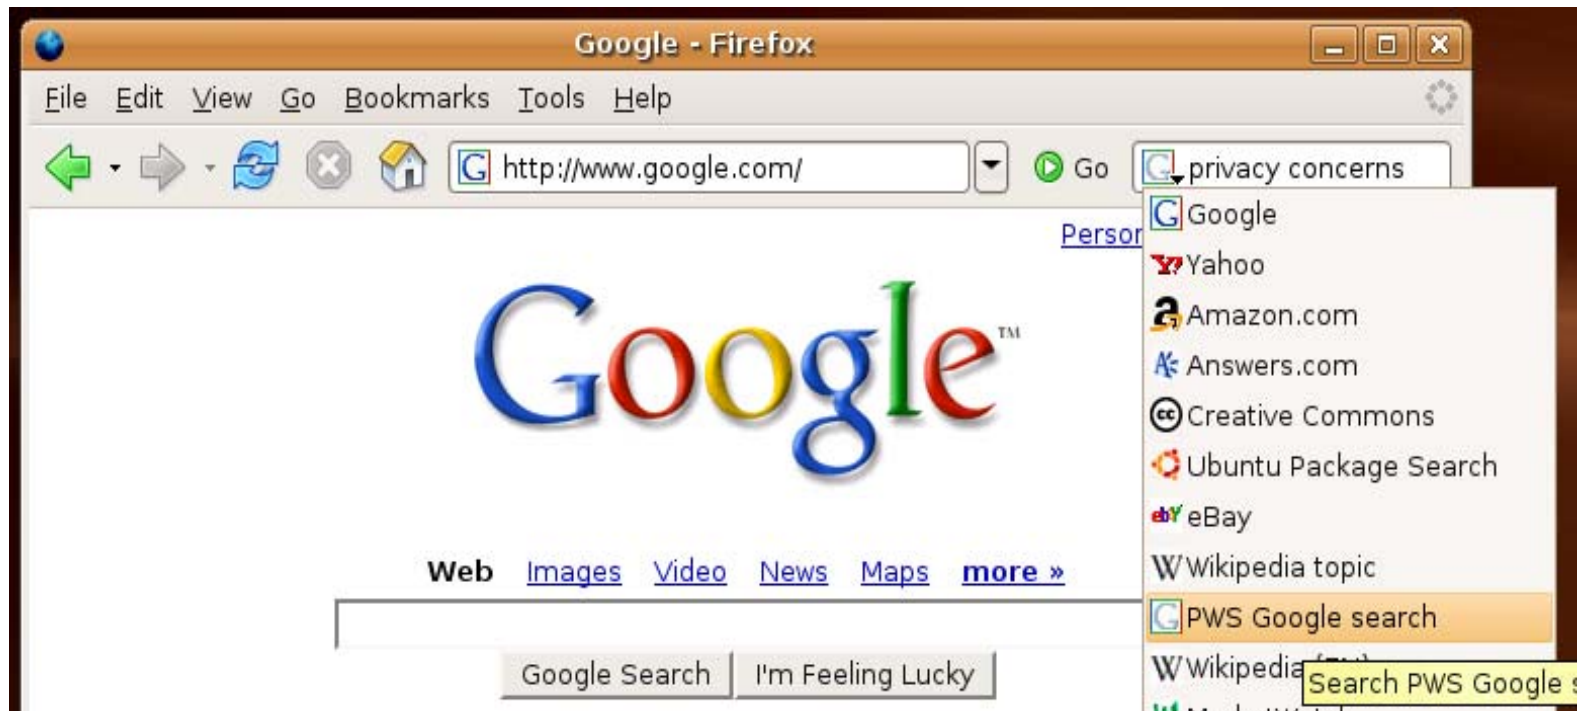 Google - Firefox
File Edit View Go Bookmarks Tools Help
http://www.google.com/ Go privacy concerns
Google
Yahoo
Amazon.com
Answers.com
Creative Commons
Ubuntu Package Search
eBay
Wikipedia topic
PWS Google search
Wikipedia
Search PWS Google
Google™
Web Images Video News Maps more »
Google Search I'm Feeling Lucky